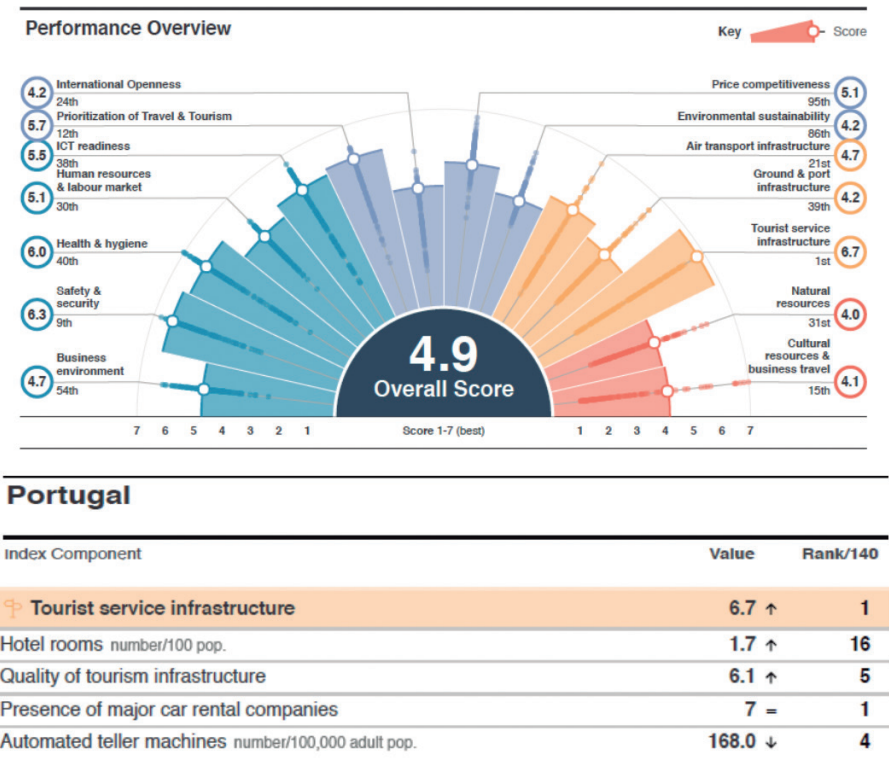 Performance Overview
Key Score
4.2 International Openness
24th
5.7 Prioritization of Travel & Tourism
12th
5.5 ICT readiness
38th
5.1 Human resources
& labour market
30th
6.0 Health & hygiene
40th
6.3 Safety &
security
9th
4.7 Business
environment
54th
Price competitiveness 5.1
95th
Environmental sustainability 4.2
86th
Air transport infrastructure 4.7
21st
Ground & port
infrastructure 4.2
39th
Tourist service
infrastructure 6.7
1st
Natural
resources 4.0
31st
Cultural
resources &
business travel 4.1
15th
4.9
Overall Score
7 6 5 4 3 2 1 Score 1-7 (best) 1 2 3 4 5 6 7
Portugal
Index Component Value Rank/140
Tourist service infrastructure 6.7 ↑ 1
Hotel rooms number/100 pop. 1.7 ↑ 16
Quality of tourism infrastructure 6.1 ↑ 5
Presence of major car rental companies 7 = 1
Automated teller machines number/100,000 adult pop. 168.0 ↓ 4